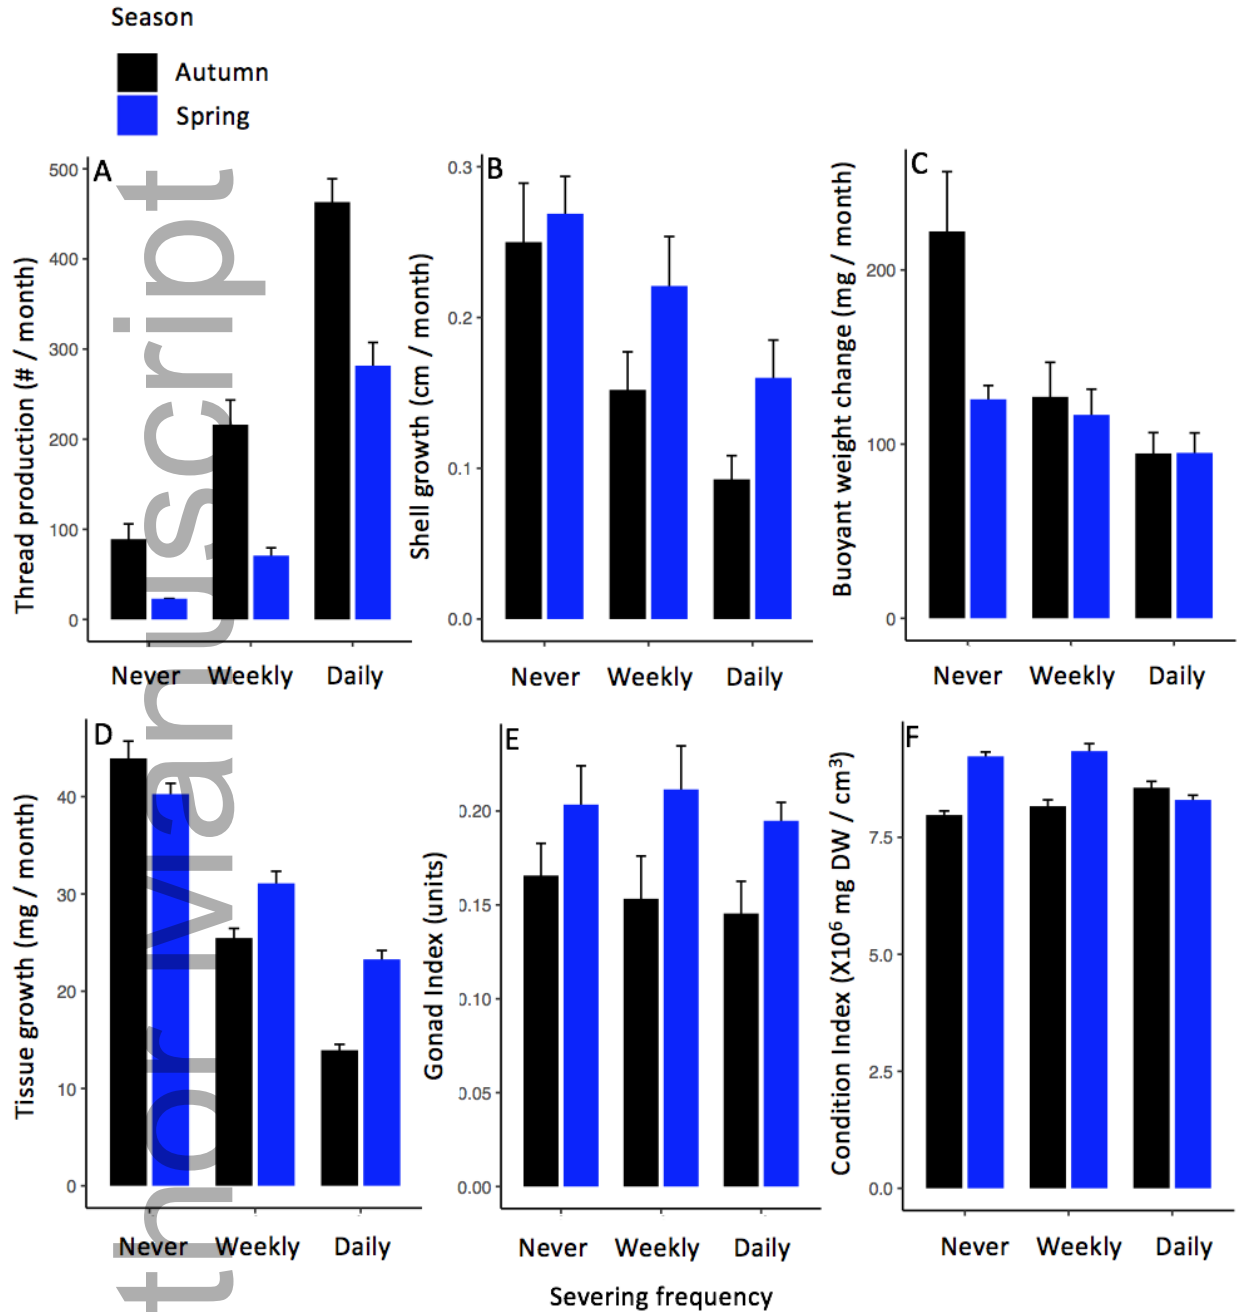 Season
Autumn
Spring
A
500
400
300
200
100
0
Thread production (# / month)
Never Weekly Daily
B
0.3
0.2
0.1
0.0
Shell growth (cm / month)
Never Weekly Daily
C
200
100
0
Buoyant weight change (mg / month)
Never Weekly Daily
D
40
30
20
10
0
Tissue growth (mg / month)
Never Weekly Daily
E
0.20
0.15
0.10
0.05
0.00
Gonad Index (units)
Never Weekly Daily
F
7.5
5.0
2.5
0.0
Condition Index (X10⁶ mg DW / cm³)
Never Weekly Daily
Severing frequency
thor Manuscript